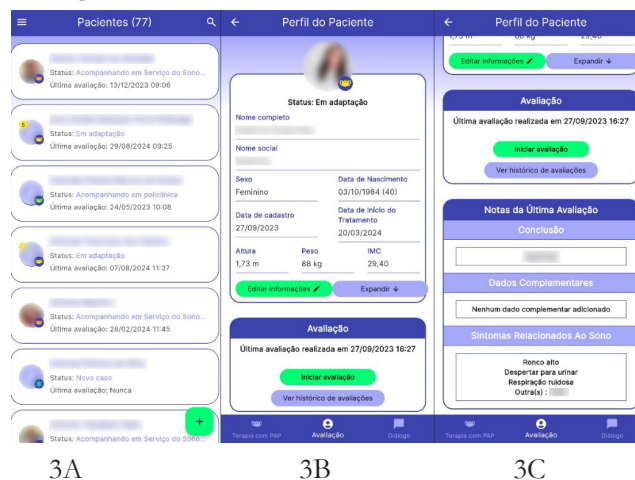 Pacientes (77)
Status: Acompanhando em Serviço do Sono...
Última avaliação: 13/12/2023 09:06
5
Status: Em adaptação
Última avaliação: 29/08/2024 09:25
Status: Acompanhando em policlínica
Última avaliação: 24/05/2023 10:08
Status: Em adaptação
Última avaliação: 07/08/2024 11:37
Status: Acompanhando em Serviço do Sono...
Última avaliação: 28/02/2024 11:45
Status: Novo caso
Última avaliação: Nunca
Status: Acompanhando em Serviço do Sono...
+
3A
Perfil do Paciente
Status: Em adaptação
Nome completo
Nome social
Sexo
Feminino
Data de Nascimento
03/10/1984 (40)
Data de cadastro
27/09/2023
Data de início do
Tratamento
20/03/2024
Altura Peso IMC
1,73 m 88 kg 29,40
Editar informações Expandir ↓
Avaliação
Última avaliação realizada em 27/09/2023 16:27
Iniciar avaliação
Ver histórico de avaliações
Terapia com PAP Avaliação Diálogo
3B
Perfil do Paciente
1,73 m 88 kg 29,40
Editar informações Expandir ↓
Avaliação
Última avaliação realizada em 27/09/2023 16:27
Iniciar avaliação
Ver histórico de avaliações
Notas da Última Avaliação
Conclusão
Dados Complementares
Nenhum dado complementar adicionado
Sintomas Relacionados Ao Sono
Ronco alto
Despertar para urinar
Respiração ruidosa
Outra(s) :
Terapia com PAP Avaliação Diálogo
3C